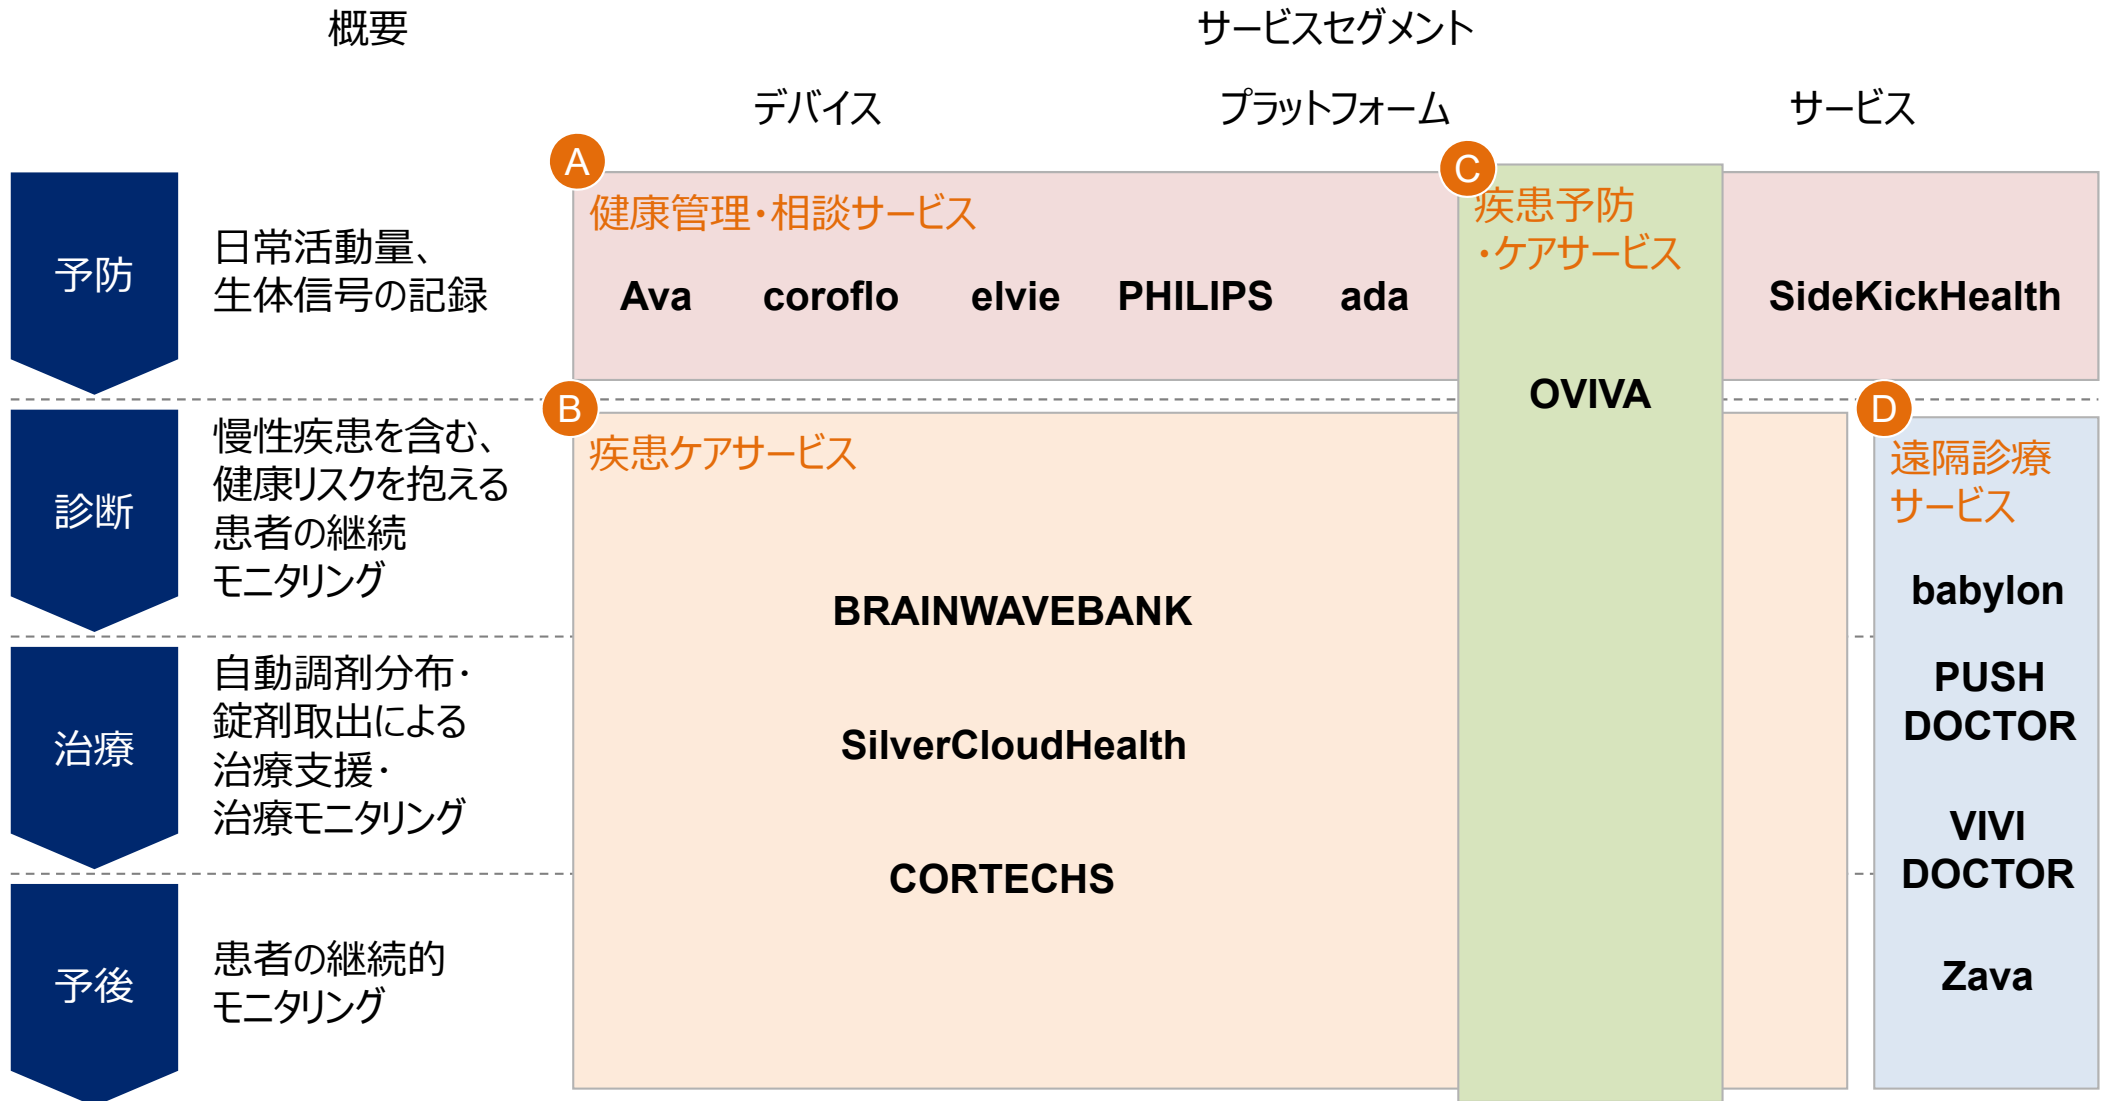 概要
サービスセグメント
デバイス
プラットフォーム
サービス
A
健康管理・相談サービス
C
疾患予防
・ケアサービス
予防
日常活動量、
生体信号の記録
Ava
coroflo
elvie
PHILIPS
ada
SideKickHealth
OVIVA
B
疾患ケアサービス
D
遠隔診療
サービス
診断
慢性疾患を含む、
健康リスクを抱える
患者の継続
モニタリング
BRAINWAVEBANK
babylon
治療
自動調剤分布・
錠剤取出による
治療支援・
治療モニタリング
SilverCloudHealth
PUSH
DOCTOR
CORTECHS
VIVI
DOCTOR
予後
患者の継続的
モニタリング
Zava